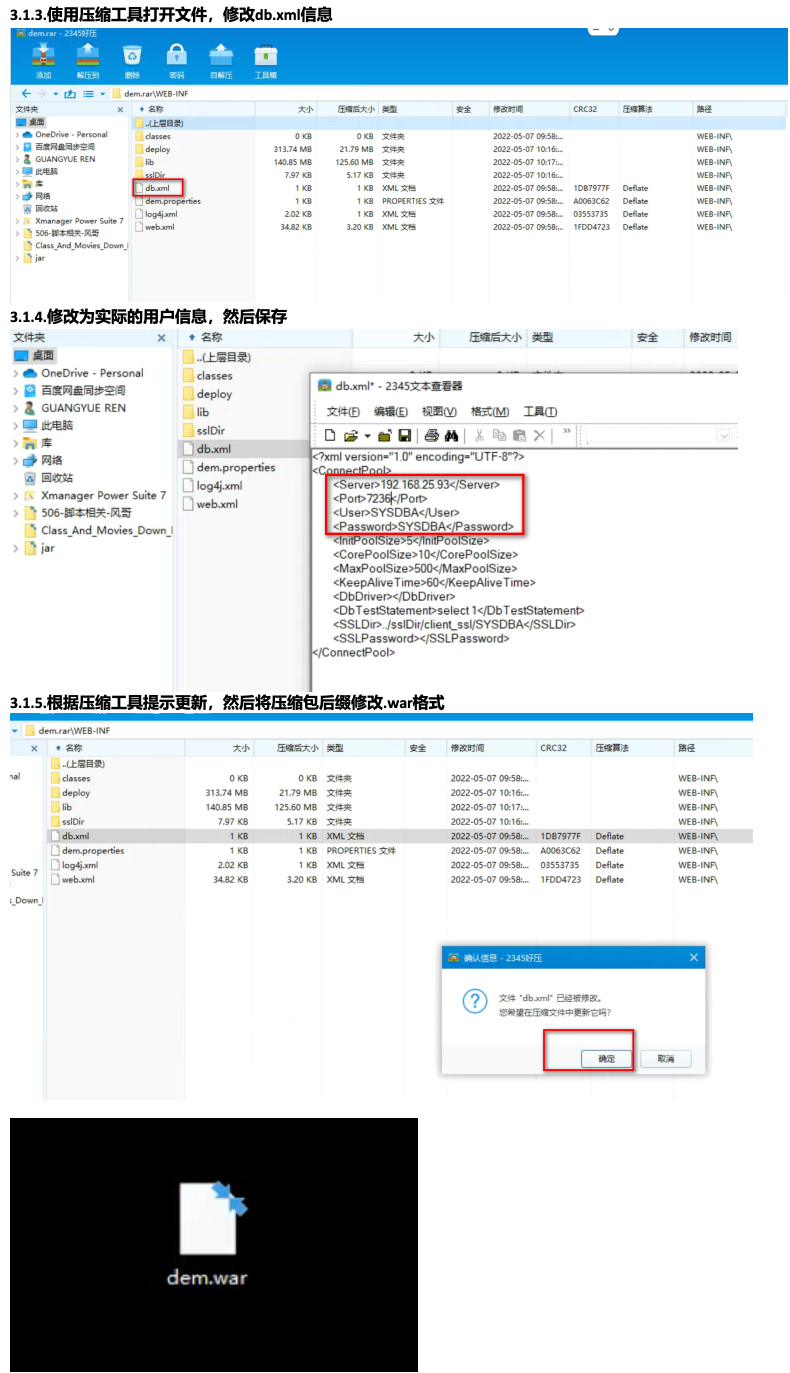 3.1.3.使用压缩工具打开文件，修改db.xml信息
dem.rar - 2345好压
添加 解压到 删除 密码 自解压 工具箱
dem.rar\WEB-INF
文件夹 名称 大小 压缩后大小 类型 安全 修改时间 CRC32 压缩算法 路径
桌面 ..(上层目录)
OneDrive - Personal classes 0 KB 0 KB 文件夹 2022-05-07 09:58:... WEB-INF\
百度网盘同步空间 deploy 313.74 MB 21.79 MB 文件夹 2022-05-07 10:16:... WEB-INF\
GUANGYUE REN lib 140.85 MB 125.60 MB 文件夹 2022-05-07 10:17:... WEB-INF\
此电脑 sslDir 7.97 KB 5.17 KB 文件夹 2022-05-07 10:16:... WEB-INF\
库 db.xml 1 KB 1 KB XML 文档 2022-05-07 09:58:... 1DB7977F Deflate WEB-INF\
网络 dem.properties 1 KB 1 KB PROPERTIES 文件 2022-05-07 09:58:... A0063C62 Deflate WEB-INF\
回收站 log4j.xml 2.02 KB 1 KB XML 文档 2022-05-07 09:58:... 03553735 Deflate WEB-INF\
Xmanager Power Suite 7 web.xml 34.82 KB 3.20 KB XML 文档 2022-05-07 09:58:... 1FDD4723 Deflate WEB-INF\
506-脚本相关-风哥
Class_And_Movies_Down_
jar
3.1.4.修改为实际的用户信息，然后保存
文件夹 名称 大小 压缩后大小 类型 安全 修改时间
桌面 ..(上层目录)
OneDrive - Personal classes
百度网盘同步空间 deploy
GUANGYUE REN lib
此电脑 sslDir
库 db.xml
网络 dem.properties
回收站 log4j.xml
Xmanager Power Suite 7 web.xml
506-脚本相关-风哥
Class_And_Movies_Down_
jar
db.xml* - 2345文本查看器
文件(F) 编辑(E) 视图(V) 格式(M) 工具(T)
<?xml version="1.0" encoding="UTF-8"?>
<ConnectPool>
<Server>192.168.25.93</Server>
<Port>7236</Port>
<User>SYSDBA</User>
<Password>SYSDBA</Password>
<InitPoolSize>5</InitPoolSize>
<CorePoolSize>10</CorePoolSize>
<MaxPoolSize>500</MaxPoolSize>
<KeepAliveTime>60</KeepAliveTime>
<DbDriver></DbDriver>
<DbTestStatement>select 1</DbTestStatement>
<SSLDir>../sslDir/client_ssl/SYSDBA</SSLDir>
<SSLPassword></SSLPassword>
</ConnectPool>
3.1.5.根据压缩工具提示更新，然后将压缩包后缀修改.war格式
dem.rar\WEB-INF
名称 大小 压缩后大小 类型 安全 修改时间 CRC32 压缩算法 路径
..(上层目录)
nal classes 0 KB 0 KB 文件夹 2022-05-07 09:58:... WEB-INF\
deploy 313.74 MB 21.79 MB 文件夹 2022-05-07 10:16:... WEB-INF\
lib 140.85 MB 125.60 MB 文件夹 2022-05-07 10:17:... WEB-INF\
sslDir 7.97 KB 5.17 KB 文件夹 2022-05-07 10:16:... WEB-INF\
db.xml 1 KB 1 KB XML 文档 2022-05-07 09:58:... 1DB7977F Deflate WEB-INF\
dem.properties 1 KB 1 KB PROPERTIES 文件 2022-05-07 09:58:... A0063C62 Deflate WEB-INF\
log4j.xml 2.02 KB 1 KB XML 文档 2022-05-07 09:58:... 03553735 Deflate WEB-INF\
Suite 7 web.xml 34.82 KB 3.20 KB XML 文档 2022-05-07 09:58:... 1FDD4723 Deflate WEB-INF\
s_Down_
确认信息 - 2345好压
文件 "db.xml" 已经被修改。
您希望在压缩文件中更新它吗?
确定 取消
dem.war